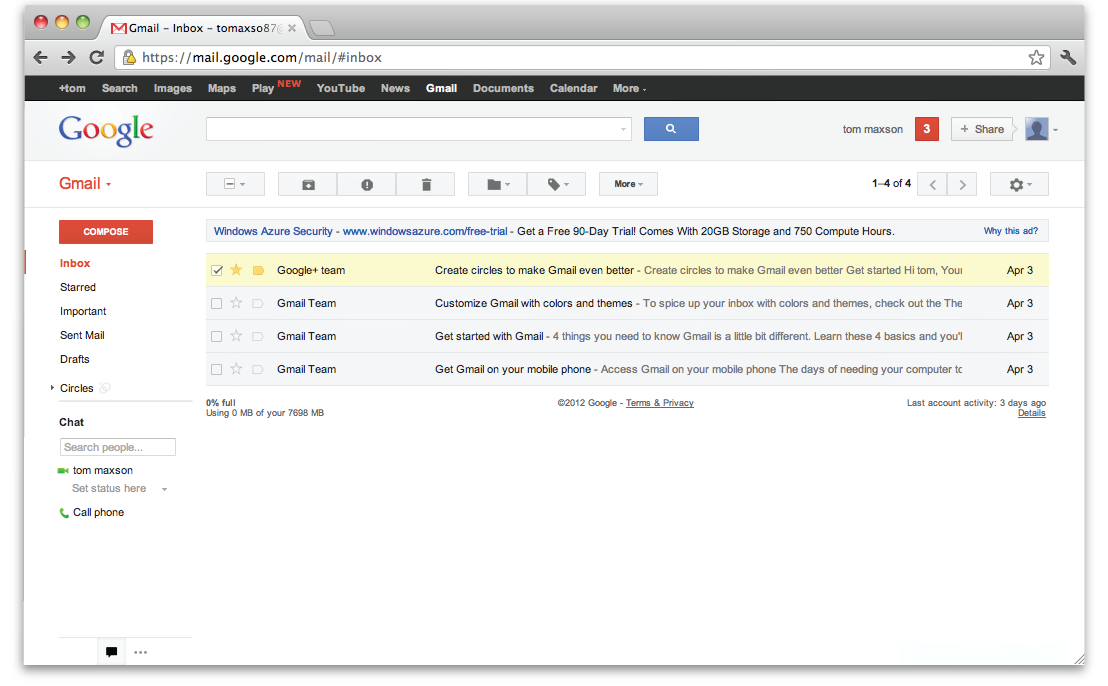 Gmail – Inbox – tomaxso87@
https://mail.google.com/mail/#inbox
+tom Search Images Maps Play NEW YouTube News Gmail Documents Calendar More
Google
tom maxson 3 + Share
Gmail
More
1–4 of 4
COMPOSE
Inbox
Starred
Important
Sent Mail
Drafts
Circles
Chat
Search people...
tom maxson
Set status here
Call phone
Windows Azure Security - www.windowsazure.com/free-trial - Get a Free 90-Day Trial! Comes With 20GB Storage and 750 Compute Hours. Why this ad?
Google+ team Create circles to make Gmail even better - Create circles to make Gmail even better Get started Hi tom, Your Apr 3
Gmail Team Customize Gmail with colors and themes - To spice up your inbox with colors and themes, check out the The Apr 3
Gmail Team Get started with Gmail - 4 things you need to know Gmail is a little bit different. Learn these 4 basics and you'l Apr 3
Gmail Team Get Gmail on your mobile phone - Access Gmail on your mobile phone The days of needing your computer to Apr 3
0% full
Using 0 MB of your 7698 MB
©2012 Google - Terms & Privacy
Last account activity: 3 days ago
Details